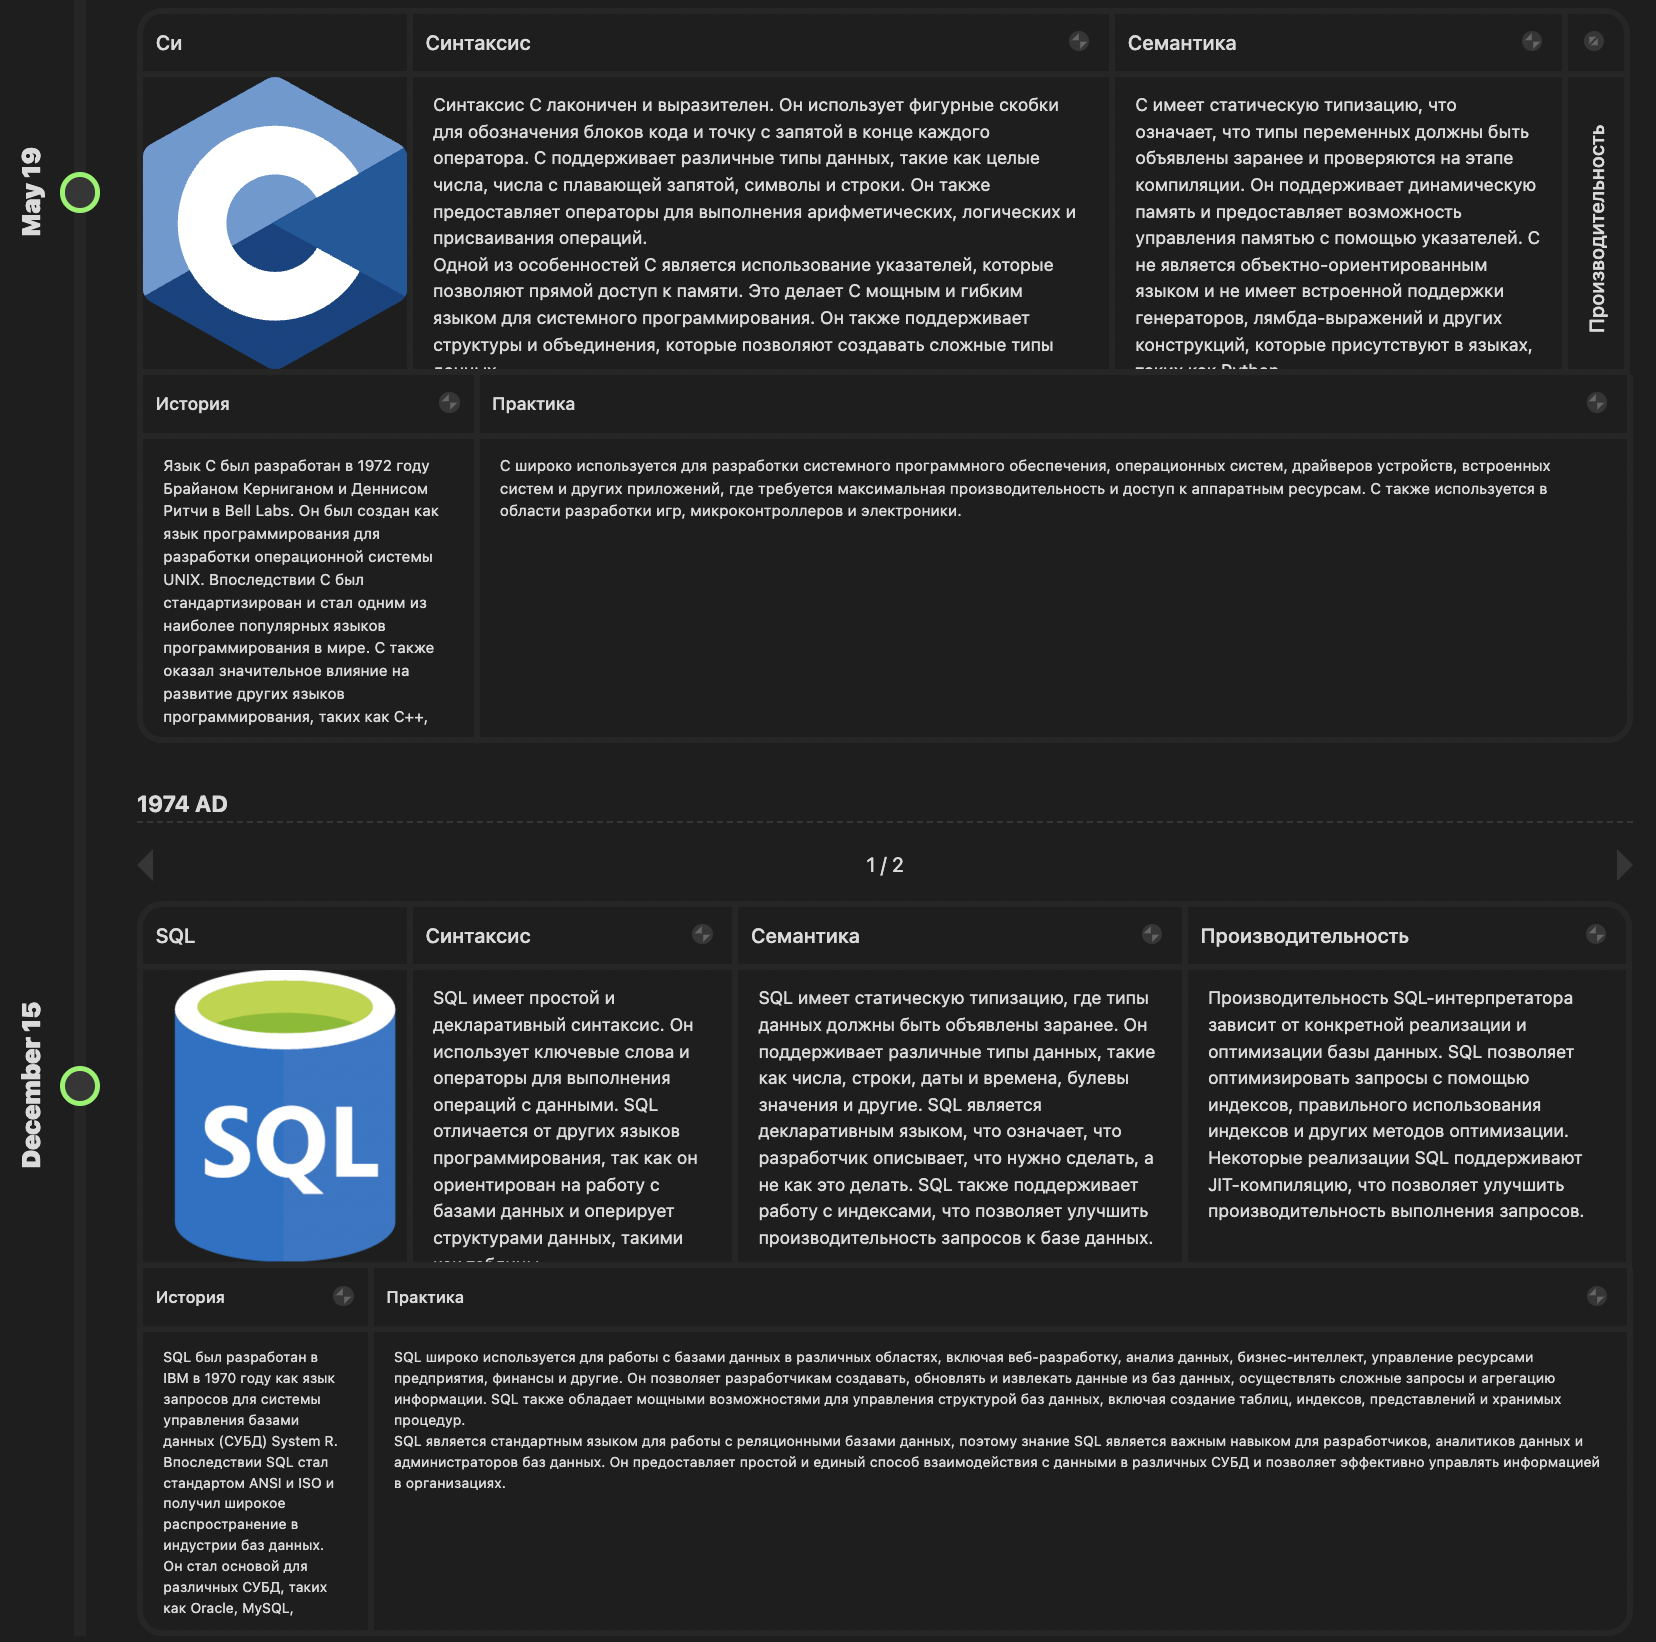 May 19
Си
Синтаксис
Семантика
Синтаксис С лаконичен и выразителен. Он использует фигурные скобки
для обозначения блоков кода и точку с запятой в конце каждого
оператора. С поддерживает различные типы данных, такие как целые
числа, числа с плавающей запятой, символы и строки. Он также
предоставляет операторы для выполнения арифметических, логических и
присваивания операций.
Одной из особенностей С является использование указателей, которые
позволяют прямой доступ к памяти. Это делает С мощным и гибким
языком для системного программирования. Он также поддерживает
структуры и объединения, которые позволяют создавать сложные типы
данных.
С имеет статическую типизацию, что
означает, что типы переменных должны быть
объявлены заранее и проверяются на этапе
компиляции. Он поддерживает динамическую
память и предоставляет возможность
управления памятью с помощью указателей. С
не является объектно-ориентированным
языком и не имеет встроенной поддержки
генераторов, лямбда-выражений и других
конструкций, которые присутствуют в языках,
таких как Python.
Производительность
История
Практика
Язык С был разработан в 1972 году
Брайаном Керниганом и Деннисом
Ритчи в Bell Labs. Он был создан как
язык программирования для
разработки операционной системы
UNIX. Впоследствии С был
стандартизирован и стал одним из
наиболее популярных языков
программирования в мире. С также
оказал значительное влияние на
развитие других языков
программирования, таких как С++,
С широко используется для разработки системного программного обеспечения, операционных систем, драйверов устройств, встроенных
систем и других приложений, где требуется максимальная производительность и доступ к аппаратным ресурсам. С также используется в
области разработки игр, микроконтроллеров и электроники.
1974 AD
1 / 2
December 15
SQL
Синтаксис
Семантика
Производительность
SQL
SQL имеет простой и
декларативный синтаксис. Он
использует ключевые слова и
операторы для выполнения
операций с данными. SQL
отличается от других языков
программирования, так как он
ориентирован на работу с
базами данных и оперирует
структурами данных, такими
как таблицы
SQL имеет статическую типизацию, где типы
данных должны быть объявлены заранее. Он
поддерживает различные типы данных, такие
как числа, строки, даты и времена, булевы
значения и другие. SQL является
декларативным языком, что означает, что
разработчик описывает, что нужно сделать, а
не как это делать. SQL также поддерживает
работу с индексами, что позволяет улучшить
производительность запросов к базе данных.
Производительность SQL-интерпретатора
зависит от конкретной реализации и
оптимизации базы данных. SQL позволяет
оптимизировать запросы с помощью
индексов, правильного использования
индексов и других методов оптимизации.
Некоторые реализации SQL поддерживают
JIT-компиляцию, что позволяет улучшить
производительность выполнения запросов.
История
Практика
SQL был разработан в
IBM в 1970 году как язык
запросов для системы
управления базами
данных (СУБД) System R.
Впоследствии SQL стал
стандартом ANSI и ISO и
получил широкое
распространение в
индустрии баз данных.
Он стал основой для
различных СУБД, таких
как Oracle, MySQL,
SQL широко используется для работы с базами данных в различных областях, включая веб-разработку, анализ данных, бизнес-интеллект, управление ресурсами
предприятия, финансы и другие. Он позволяет разработчикам создавать, обновлять и извлекать данные из баз данных, осуществлять сложные запросы и агрегацию
информации. SQL также обладает мощными возможностями для управления структурой баз данных, включая создание таблиц, индексов, представлений и хранимых
процедур.
SQL является стандартным языком для работы с реляционными базами данных, поэтому знание SQL является важным навыком для разработчиков, аналитиков данных и
администраторов баз данных. Он предоставляет простой и единый способ взаимодействия с данными в различных СУБД и позволяет эффективно управлять информацией
в организациях.